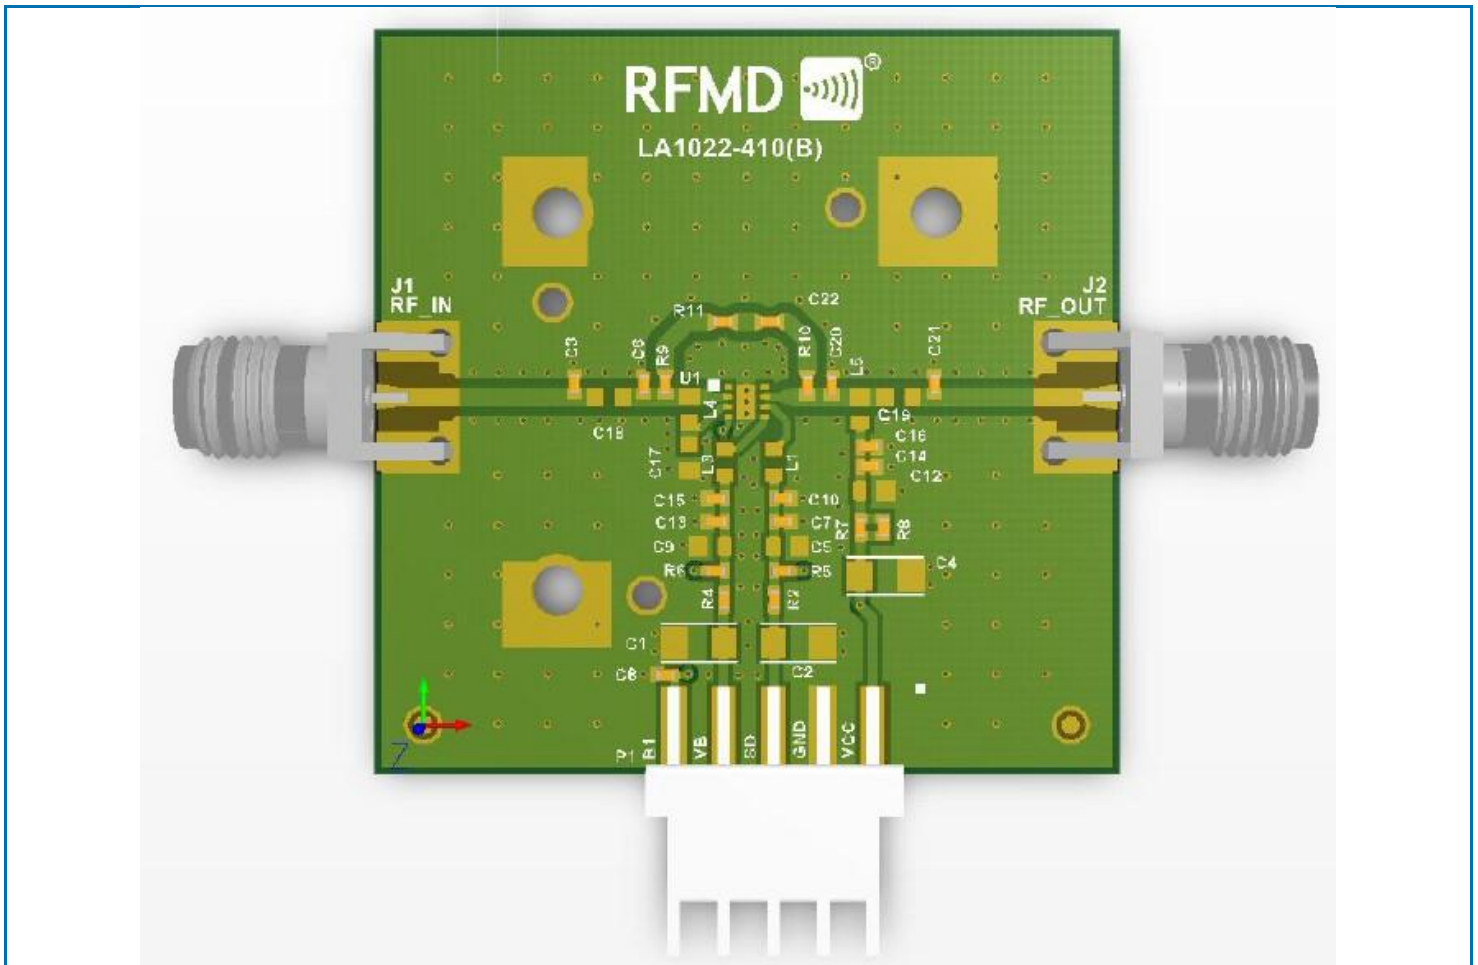 RFMD ®
LA1022-410(B)
J1
RF_IN
J2
RF_OUT
R11
C22
C3
C6
R9
R10
C20
L5
C21
U1
L4
C18
C19
C16
C17
L3
L1
C14
C12
C15
C10
C13
C7
R7
R8
C9
C5
R6
R5
C4
R4
R2
C1
C2
C8
P1
B1
VB
SD
GND
VCC
Z